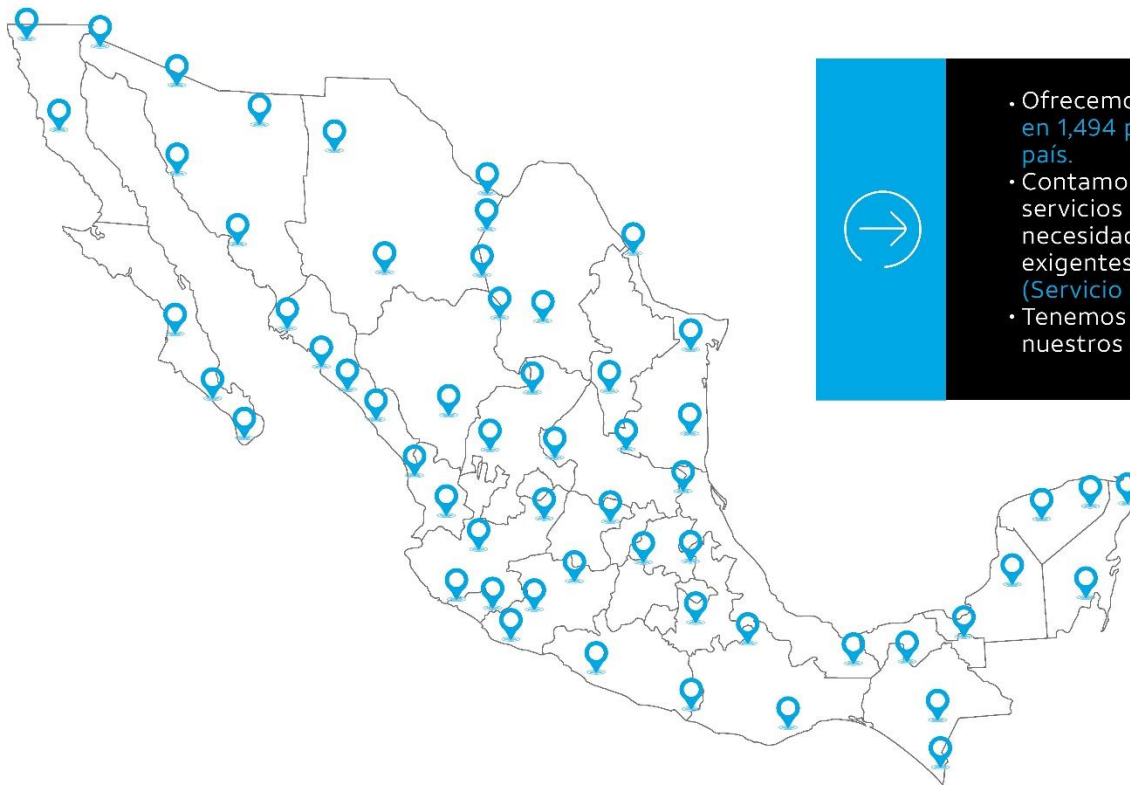 • Ofrecemo
en 1,494 p
país.
• Contamo
servicios
necesidad
exigentes
(Servicio
• Tenemos
nuestros